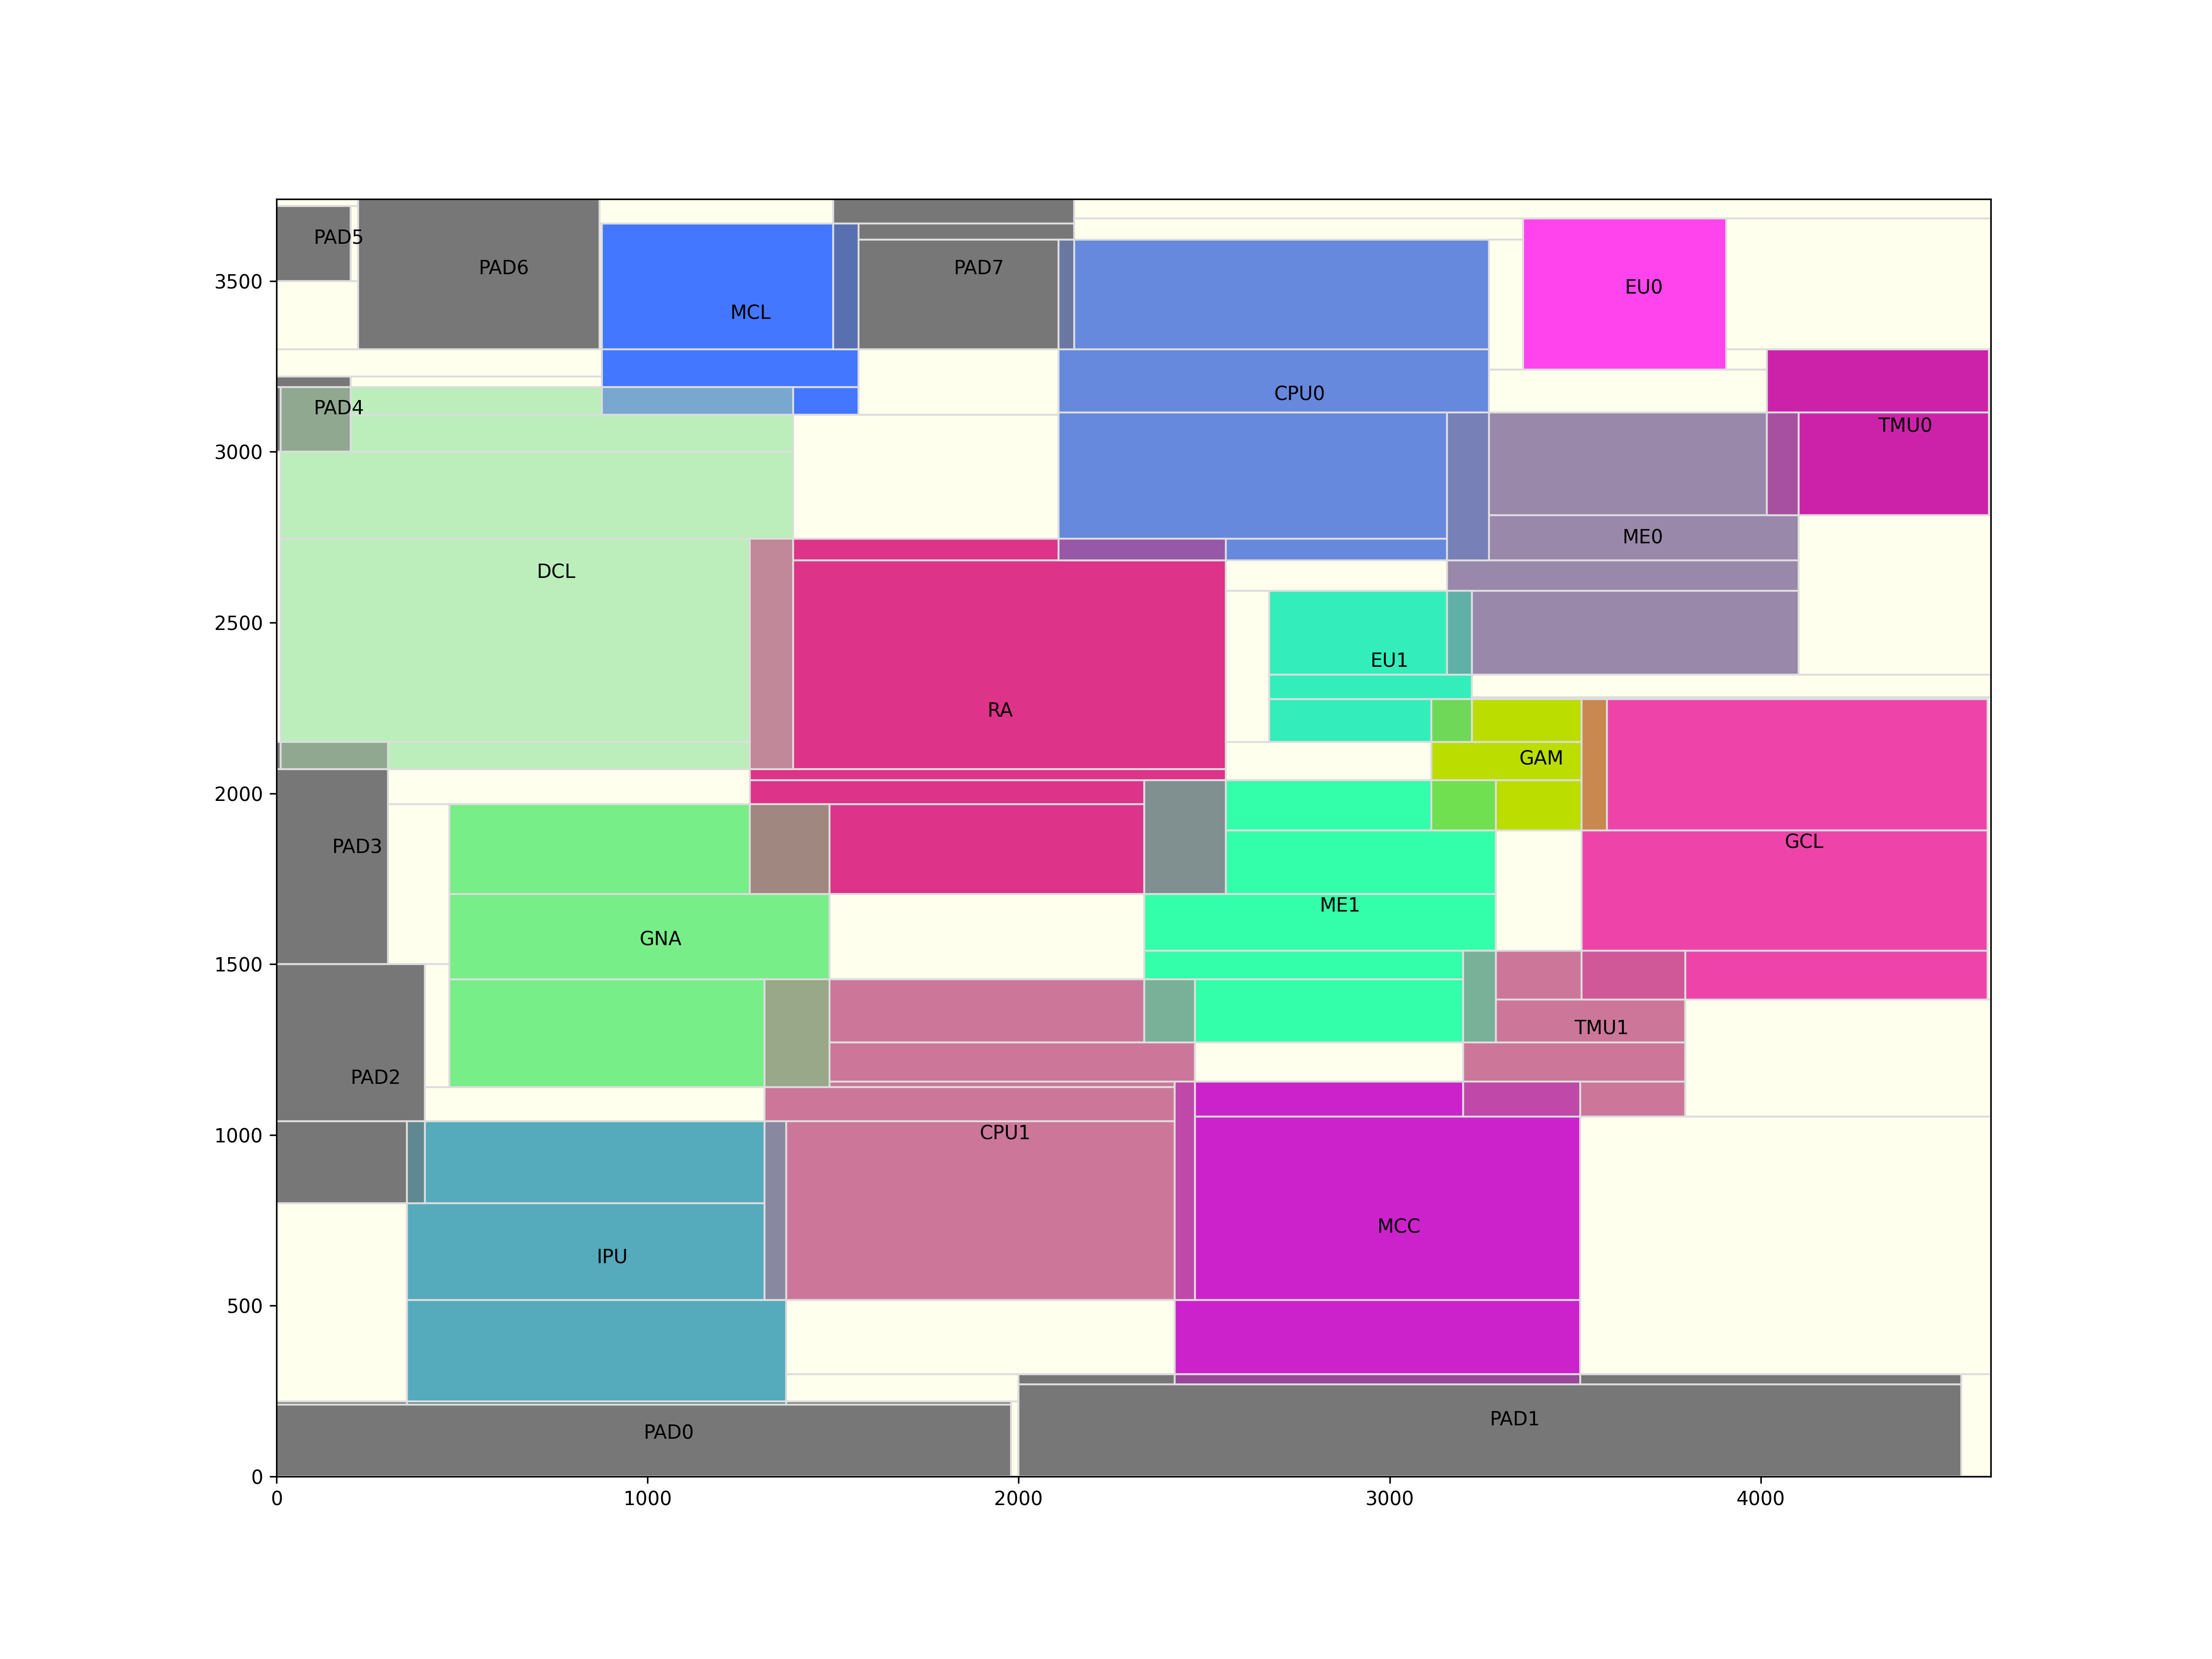 PAD5
PAD6
PAD7
EU0
3500
MCL
CPU0
PAD4
TMU0
3000
ME0
DCL
2500
EU1
RA
GAM
2000
PAD3
GCL
ME1
GNA
1500
TMU1
PAD2
CPU1
1000
MCC
IPU
500
PAD1
PAD0
0
0 1000 2000 3000 4000